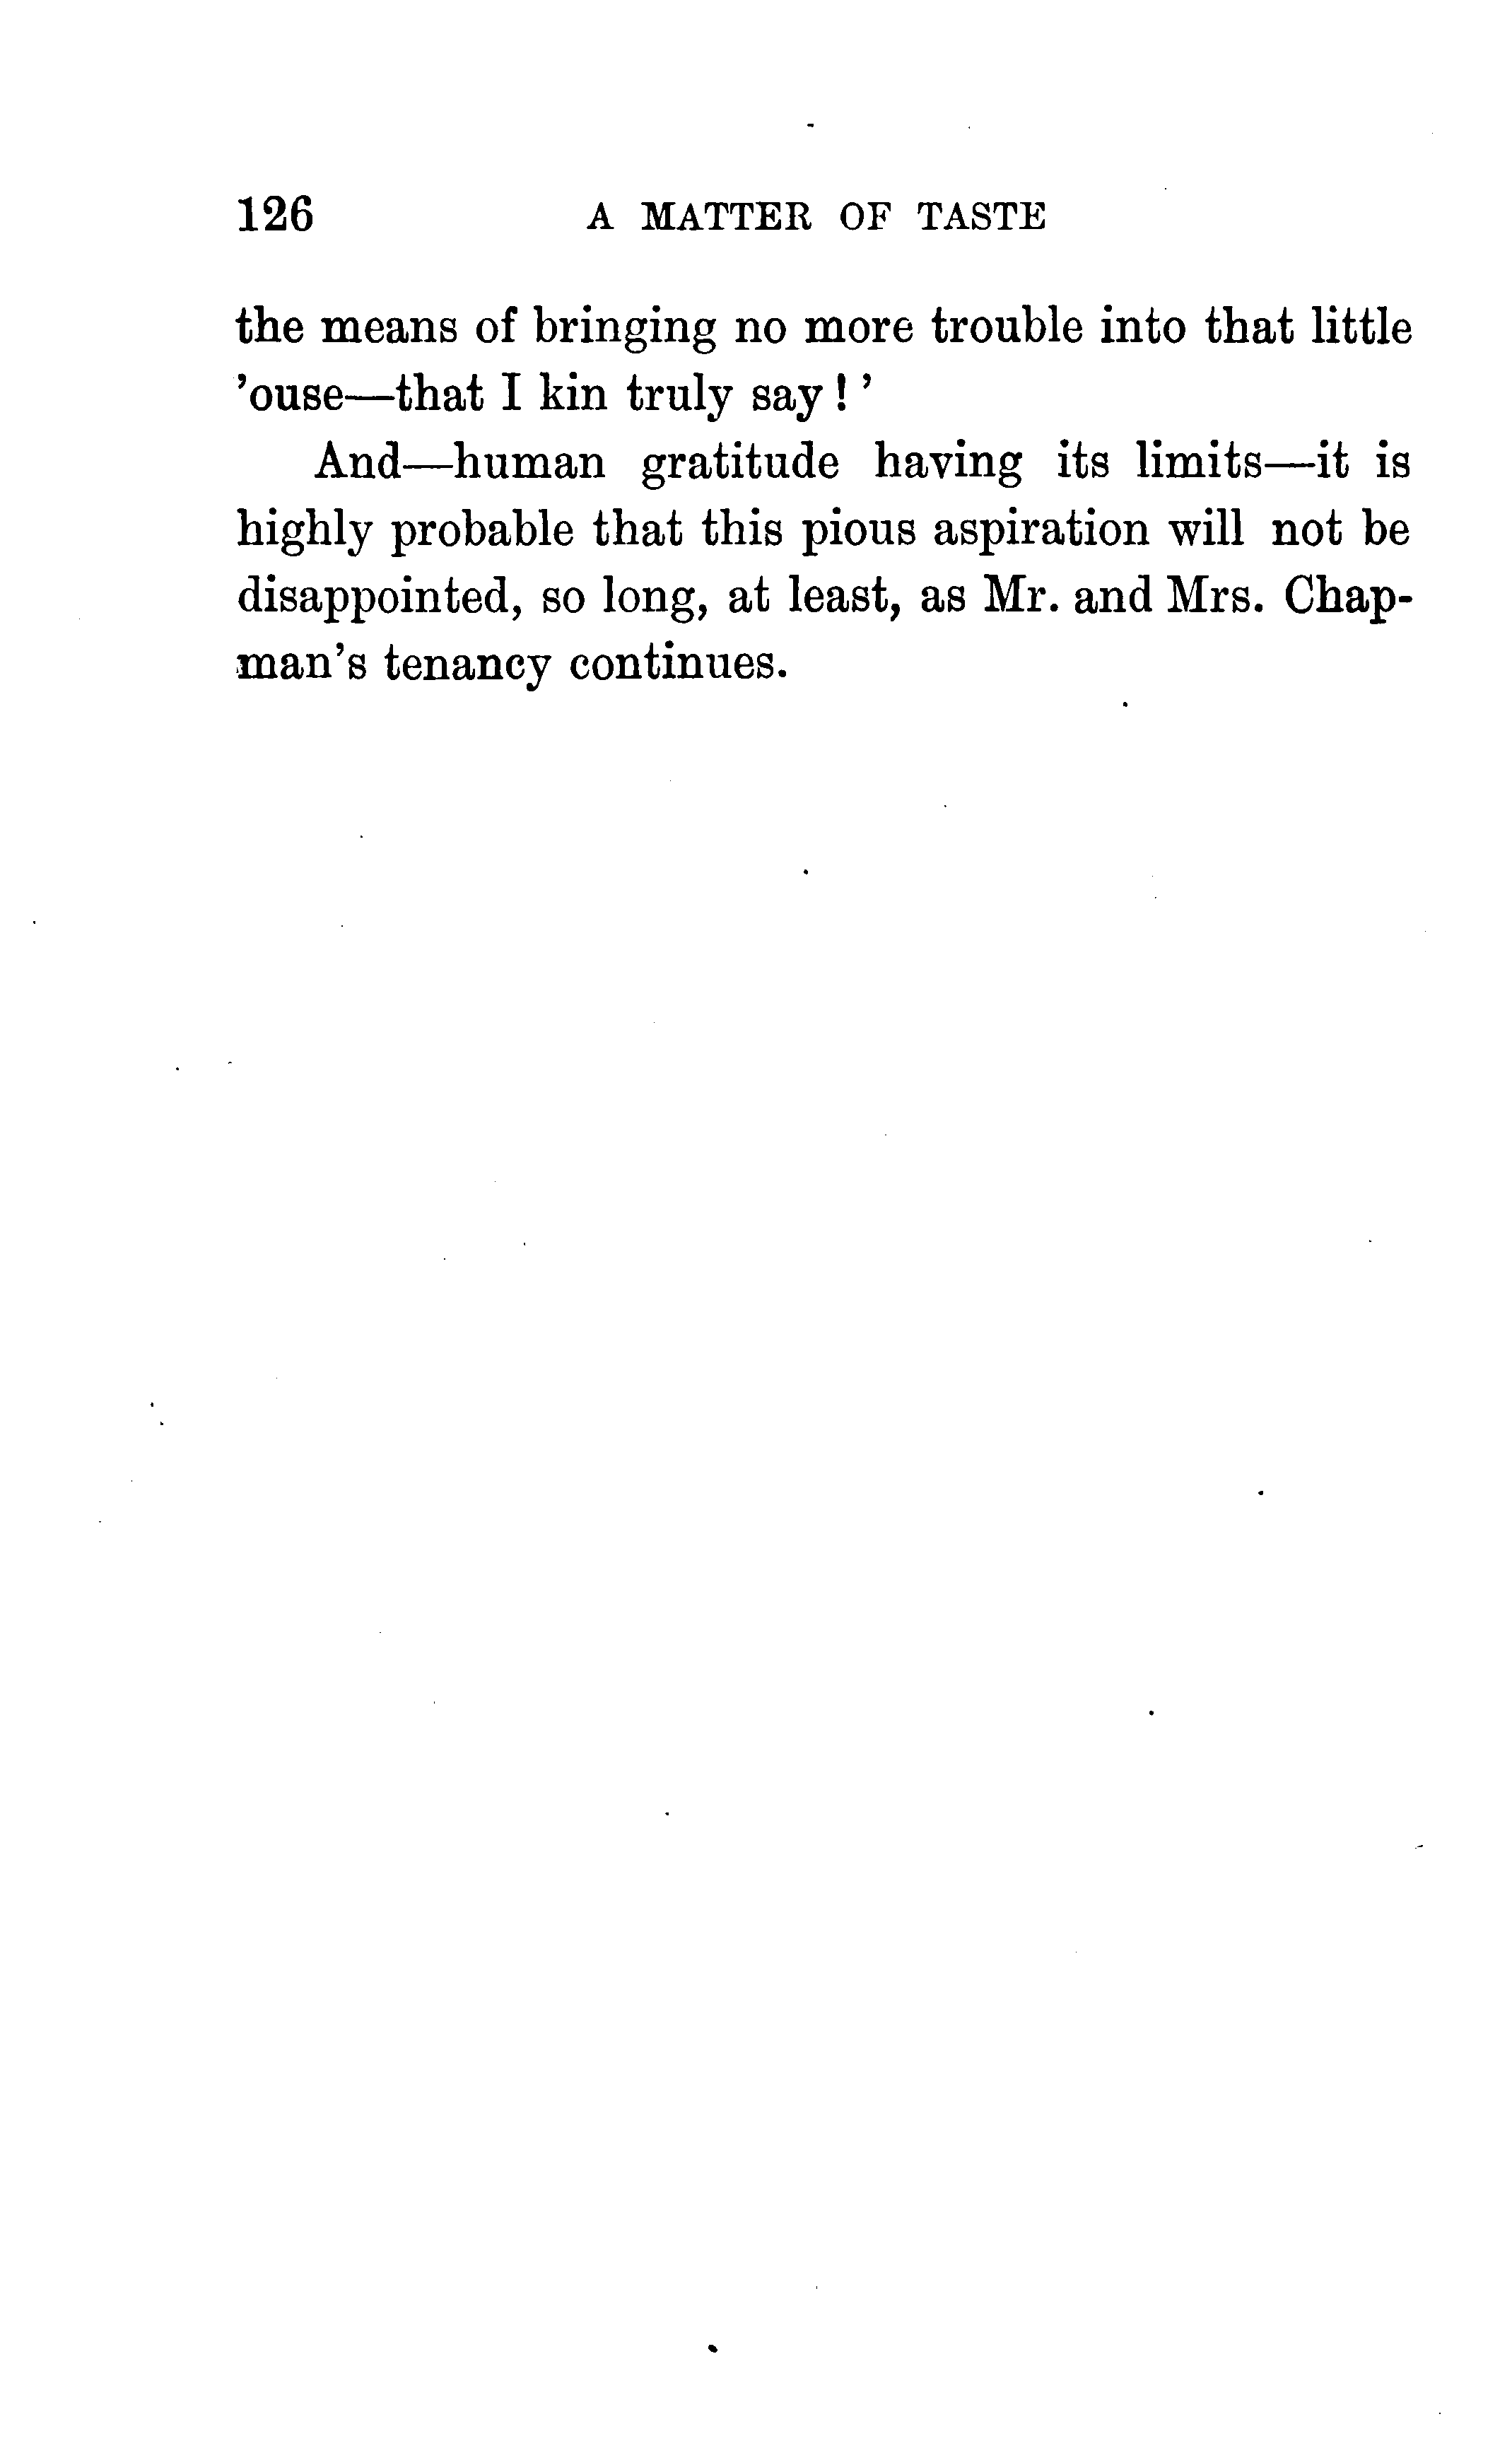 126 A MATTER OF TASTE
the means of bringing no more trouble into that little
’ouse—that I kin truly say ! ’
And—human gratitude having its limits—it is
highly probable that this pious aspiration will not be
disappointed, so long, at least, as Mr. and Mrs. Chap-
man’s tenancy continues.